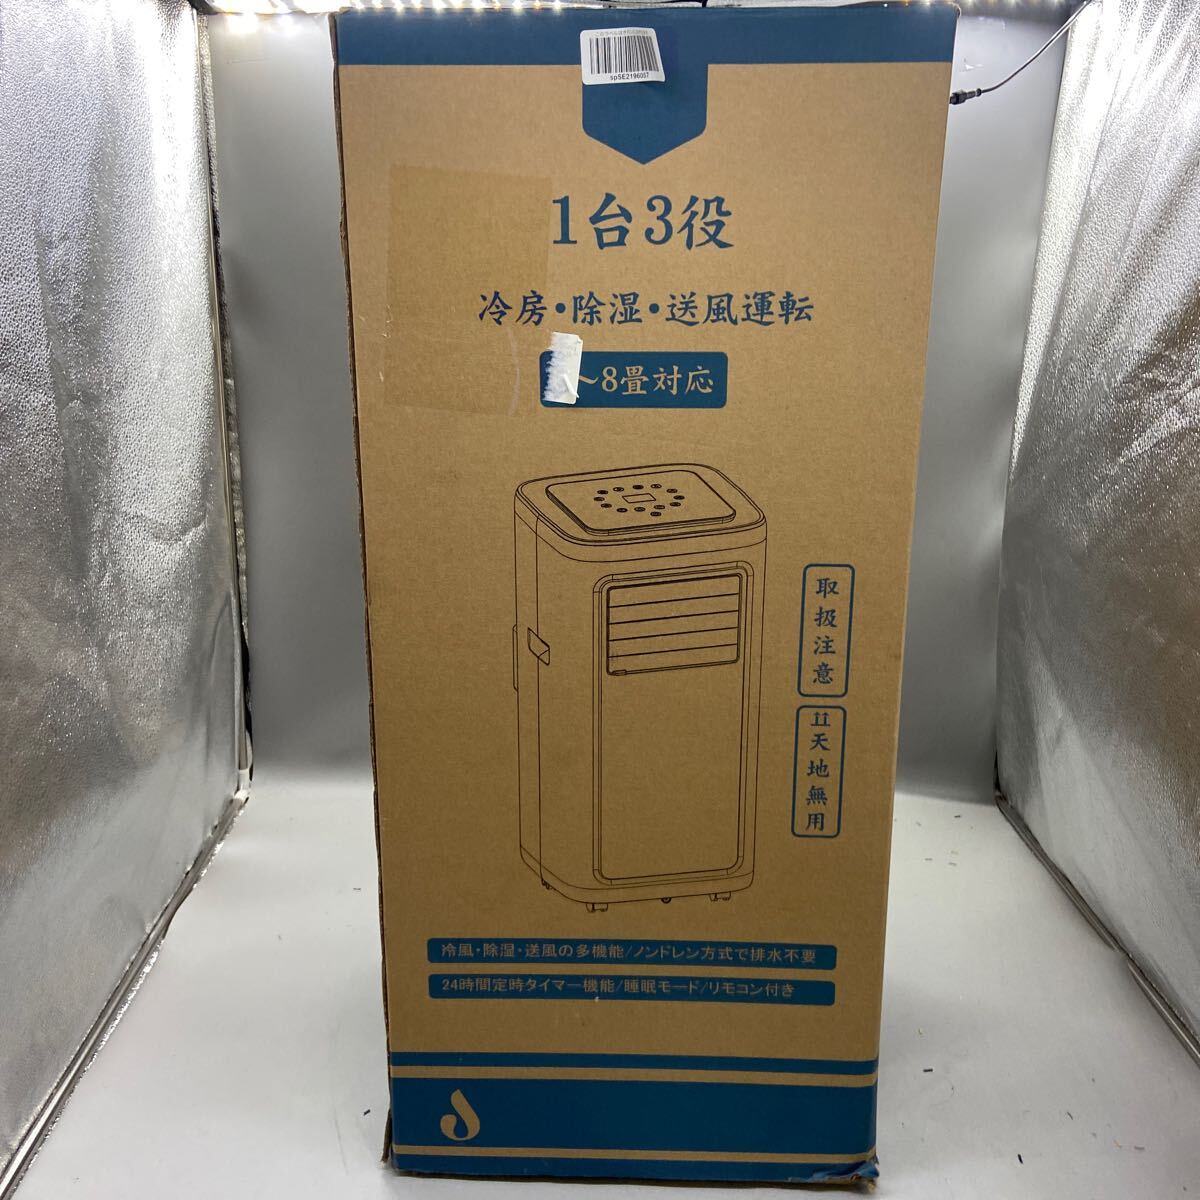 spSE2196057
1台3役
冷房・除湿・送風運転
～8畳対応
取扱注意
天地無用
冷風・除湿・送風の多機能/ノンドレン方式で排水不要
24時間定時タイマー機能/睡眠モード/リモコン付き